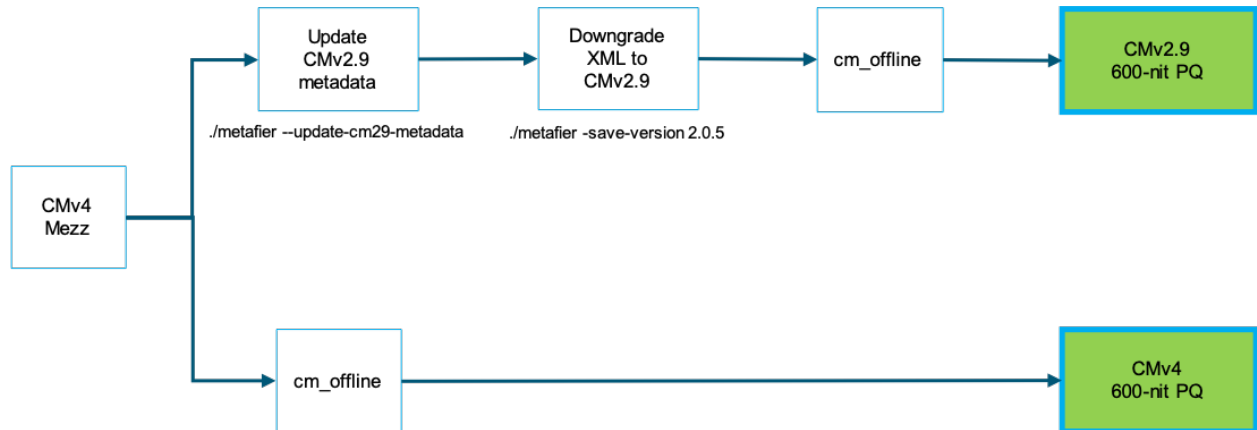 Update
CMv2.9
metadata
Downgrade
XML to
CMv2.9
cm_offline
CMv2.9
600-nit PQ
./metafier --update-cm29-metadata
./metafier -save-version 2.0.5
CMv4
Mezz
cm_offline
CMv4
600-nit PQ